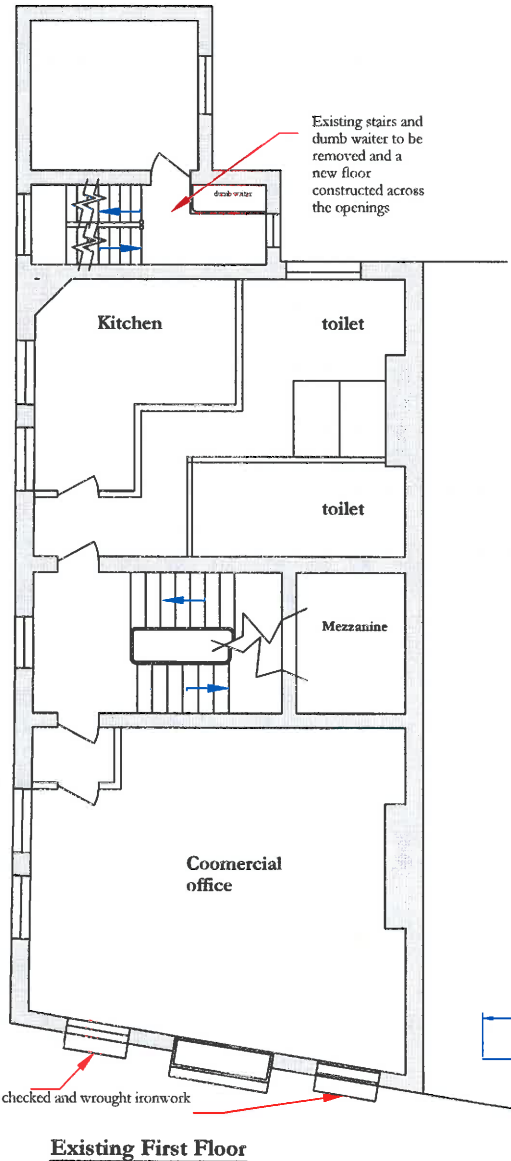 Existing stairs and
dumb waiter to be
removed and a
new floor
constructed across
the openings
dumb waiter
Kitchen
toilet
toilet
Mezzanine
Coomercial
office
checked and wrought ironwork
Existing First Floor